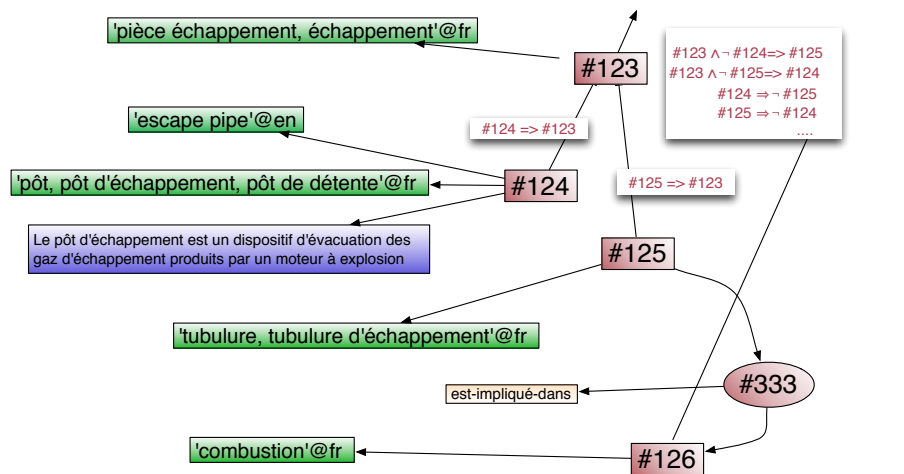 'pièce échappement, échappement'@fr
#123
#123 ∧ ¬ #124=> #125
#123 ∧ ¬ #125=> #124
#124 ⇒ ¬ #125
#125 ⇒ ¬ #124
....
'escape pipe'@en
#124 => #123
'pôt, pôt d'échappement, pôt de détente'@fr
#124
#125 => #123
Le pôt d'échappement est un dispositif d'évacuation des
gaz d'échappement produits par un moteur à explosion
#125
'tubulure, tubulure d'échappement'@fr
#333
est-impliqué-dans
'combustion'@fr
#126